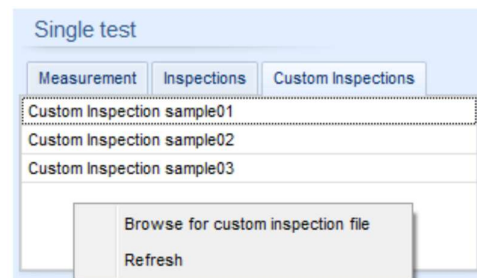 Single test
Measurement Inspections Custom Inspections
Custom Inspection sample01
Custom Inspection sample02
Custom Inspection sample03
Browse for custom inspection file
Refresh